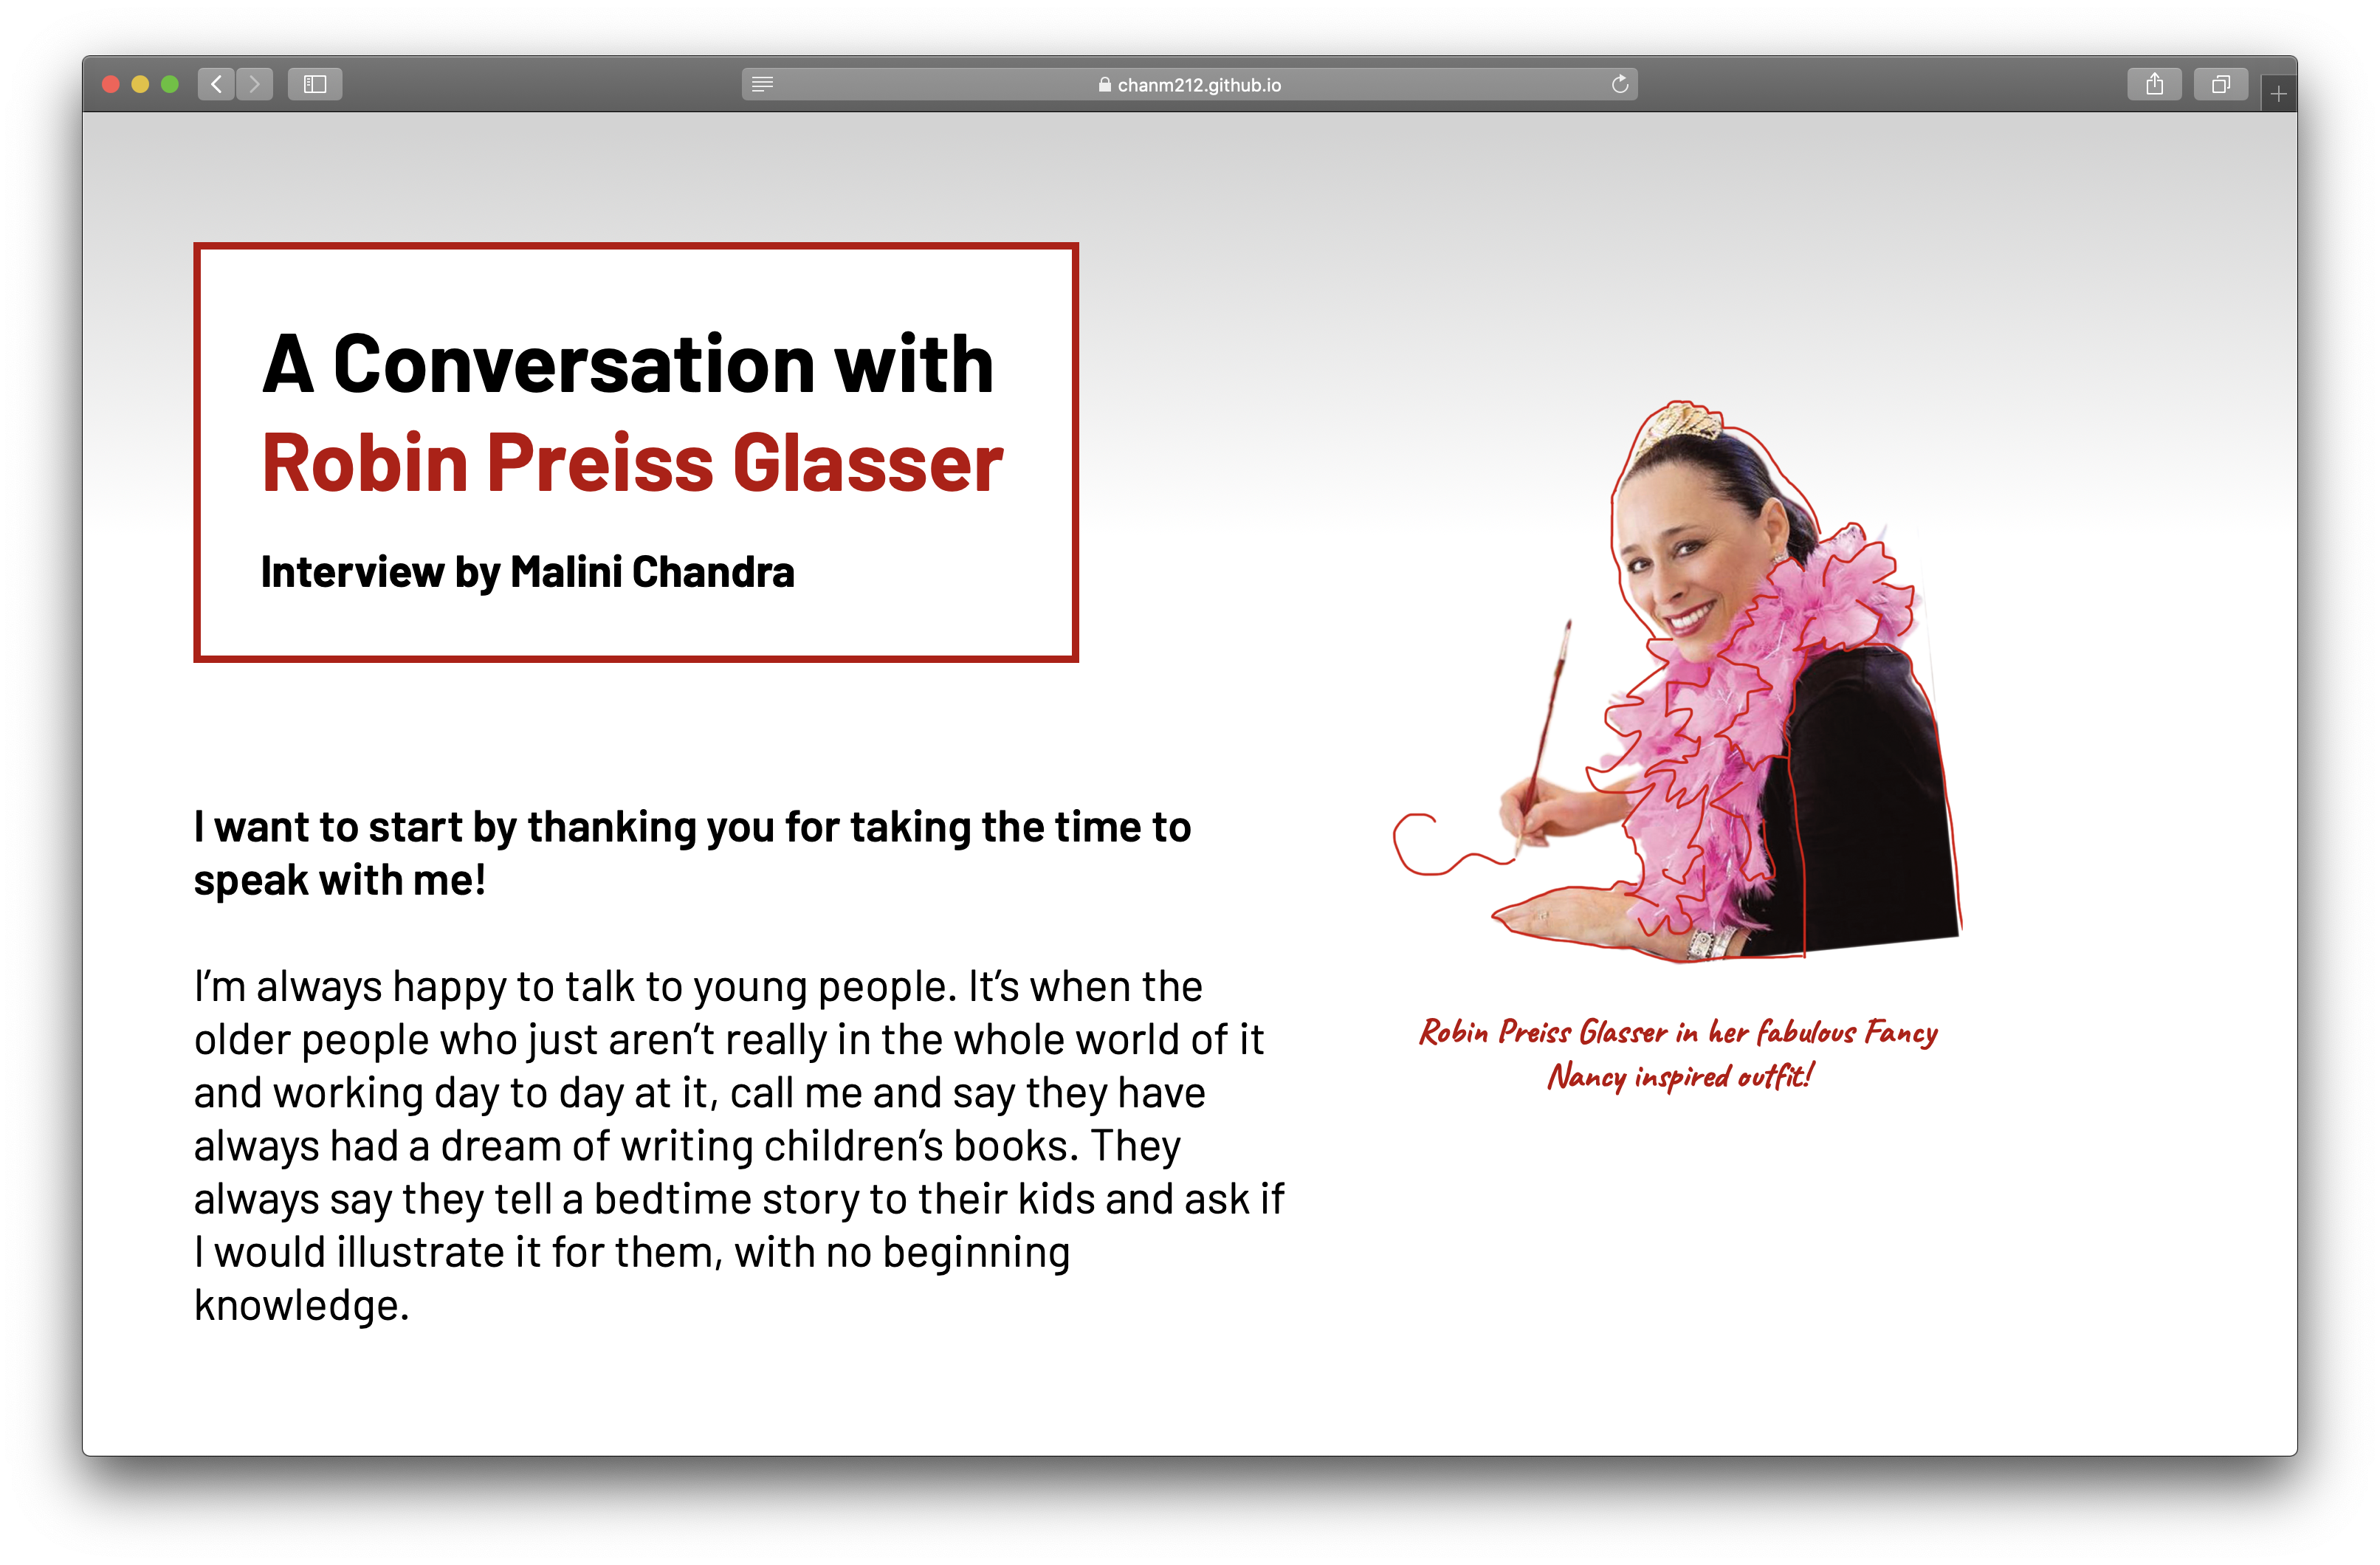 chanm212.github.io
A Conversation with
Robin Preiss Glasser
Interview by Malini Chandra
I want to start by thanking you for taking the time to
speak with me!
I’m always happy to talk to young people. It’s when the
older people who just aren’t really in the whole world of it
and working day to day at it, call me and say they have
always had a dream of writing children’s books. They
always say they tell a bedtime story to their kids and ask if
I would illustrate it for them, with no beginning
knowledge.
Robin Preiss Glasser in her fabulous Fancy
Nancy inspired outfit!